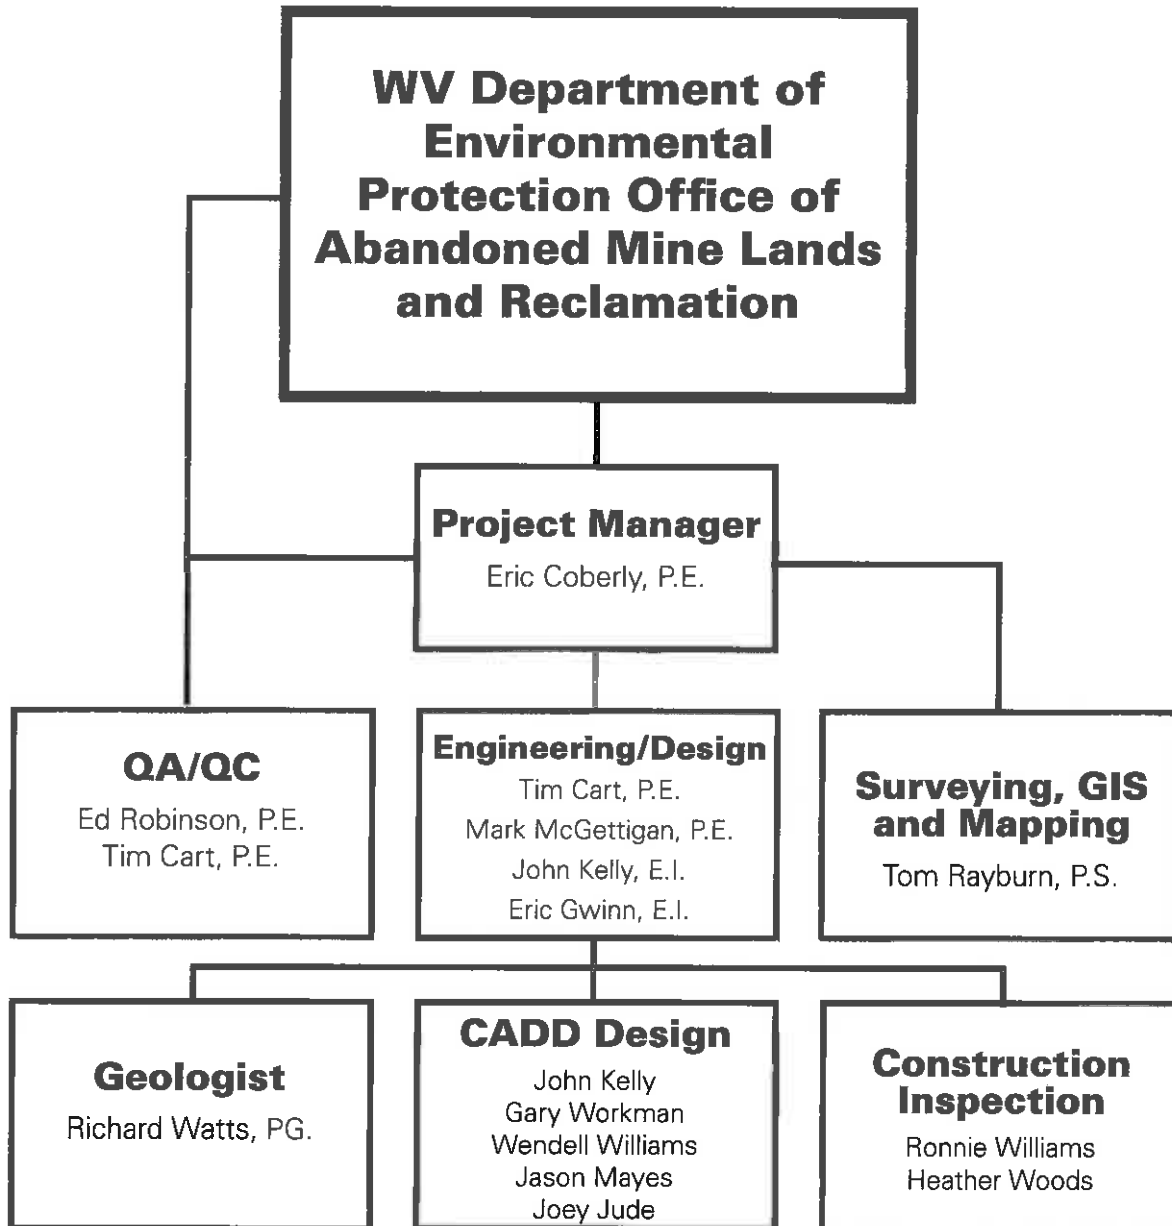 WV Department of
Environmental
Protection Office of
Abandoned Mine Lands
and Reclamation
Project Manager
Eric Coberly, P.E.
QA/QC
Ed Robinson, P.E.
Tim Cart, P.E.
Engineering/Design
Tim Cart, P.E.
Mark McGettigan, P.E.
John Kelly, E.I.
Eric Gwinn, E.I.
Surveying, GIS
and Mapping
Tom Rayburn, P.S.
Geologist
Richard Watts, PG.
CADD Design
John Kelly
Gary Workman
Wendell Williams
Jason Mayes
Joey Jude
Construction
Inspection
Ronnie Williams
Heather Woods